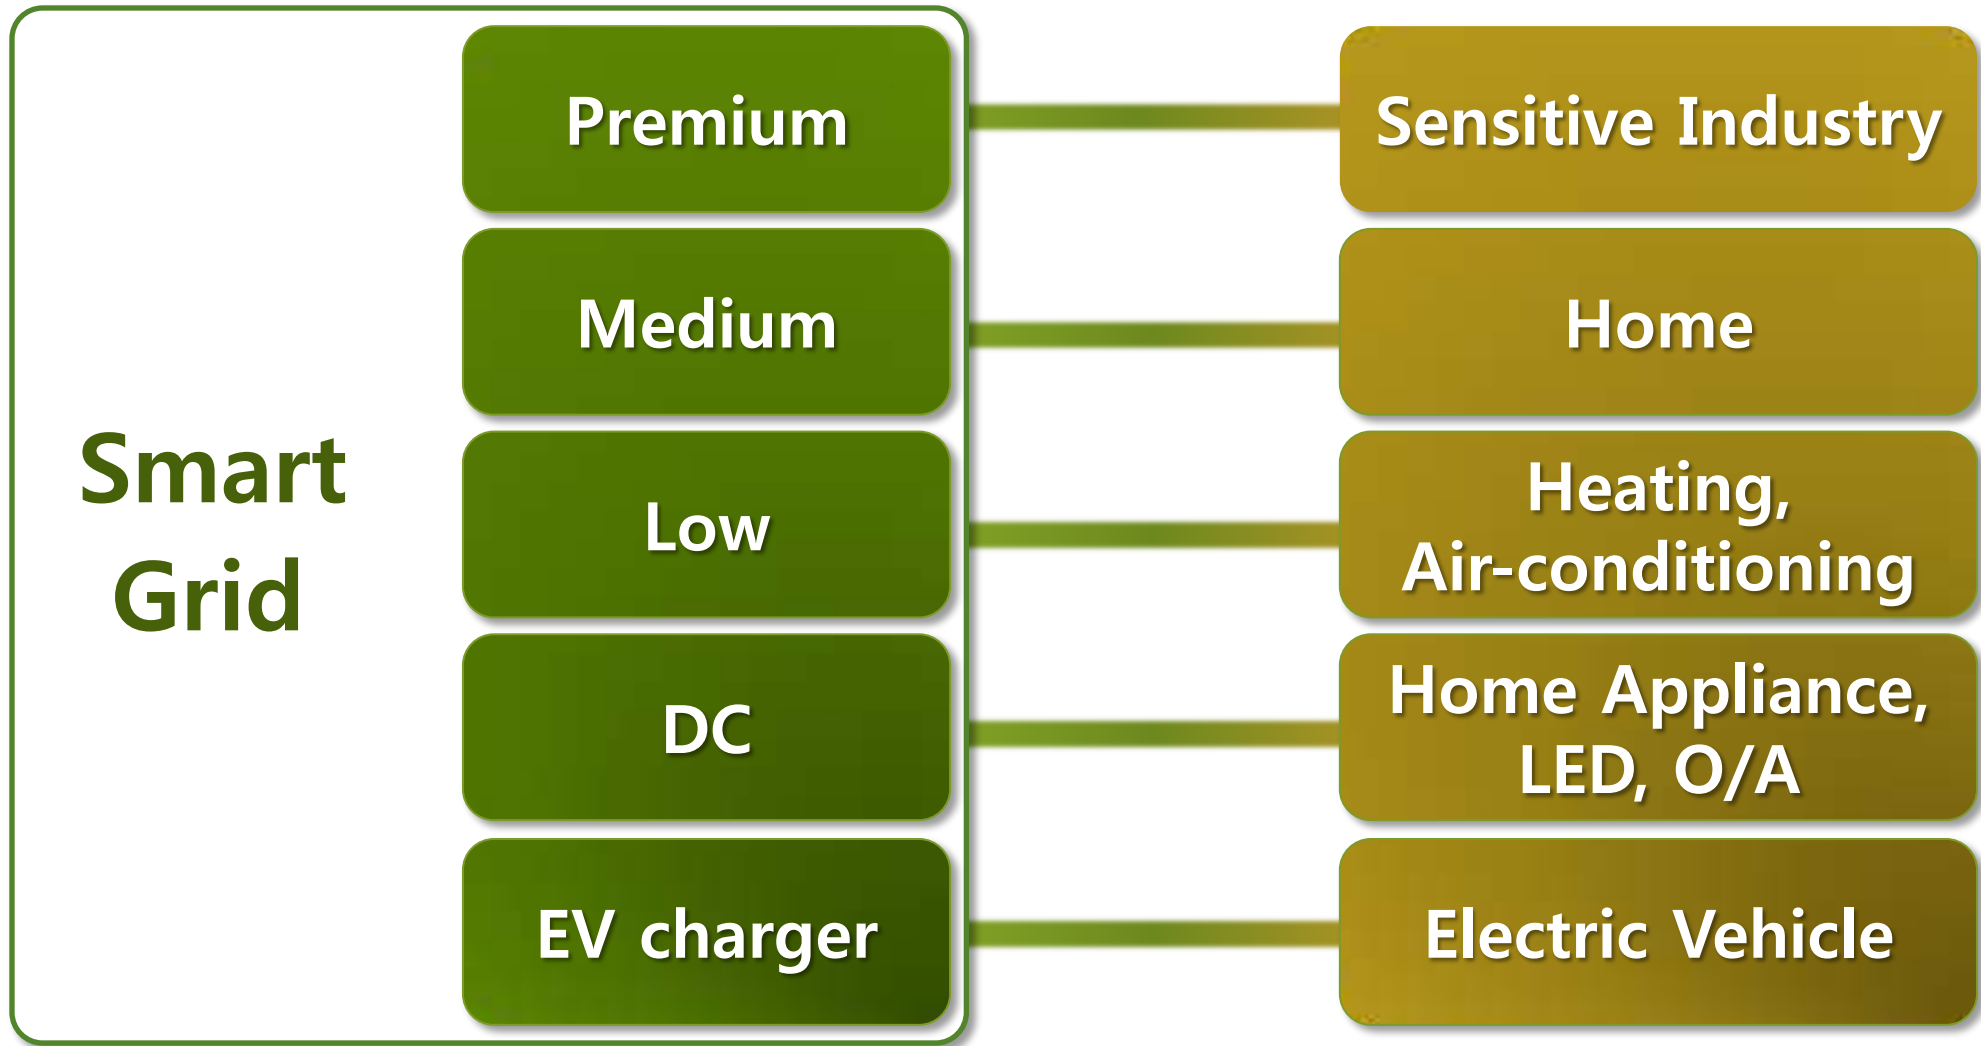 Smart
Grid
Premium
Sensitive Industry
Medium
Home
Low
Heating,
Air-conditioning
DC
Home Appliance,
LED, O/A
EV charger
Electric Vehicle